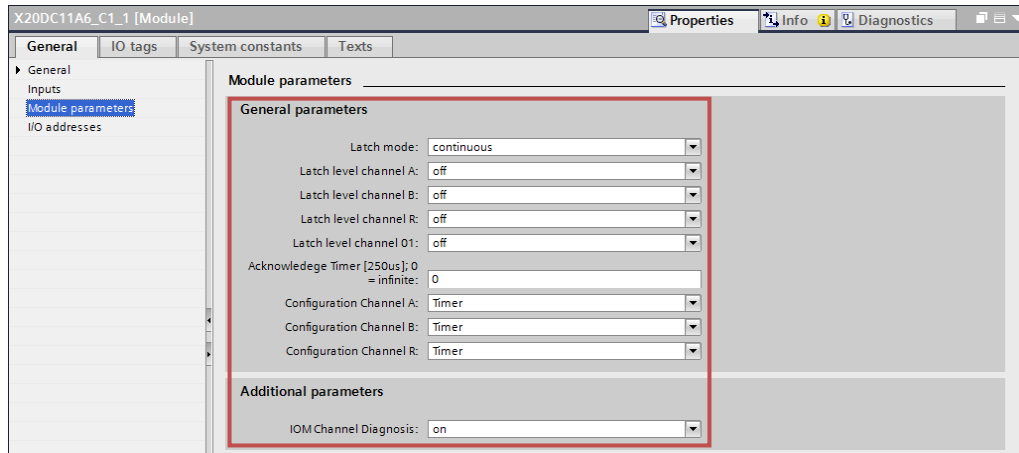 X20DC11A6_C1_1 [Module]
Properties
Info
Diagnostics
General
IO tags
System constants
Texts
General
Inputs
Module parameters
I/O addresses
Module parameters
General parameters
Latch mode: continuous
Latch level channel A: off
Latch level channel B: off
Latch level channel R: off
Latch level channel 01: off
Acknowledege Timer [250us]; 0
= infinite: 0
Configuration Channel A: Timer
Configuration Channel B: Timer
Configuration Channel R: Timer
Additional parameters
IOM Channel Diagnosis: on